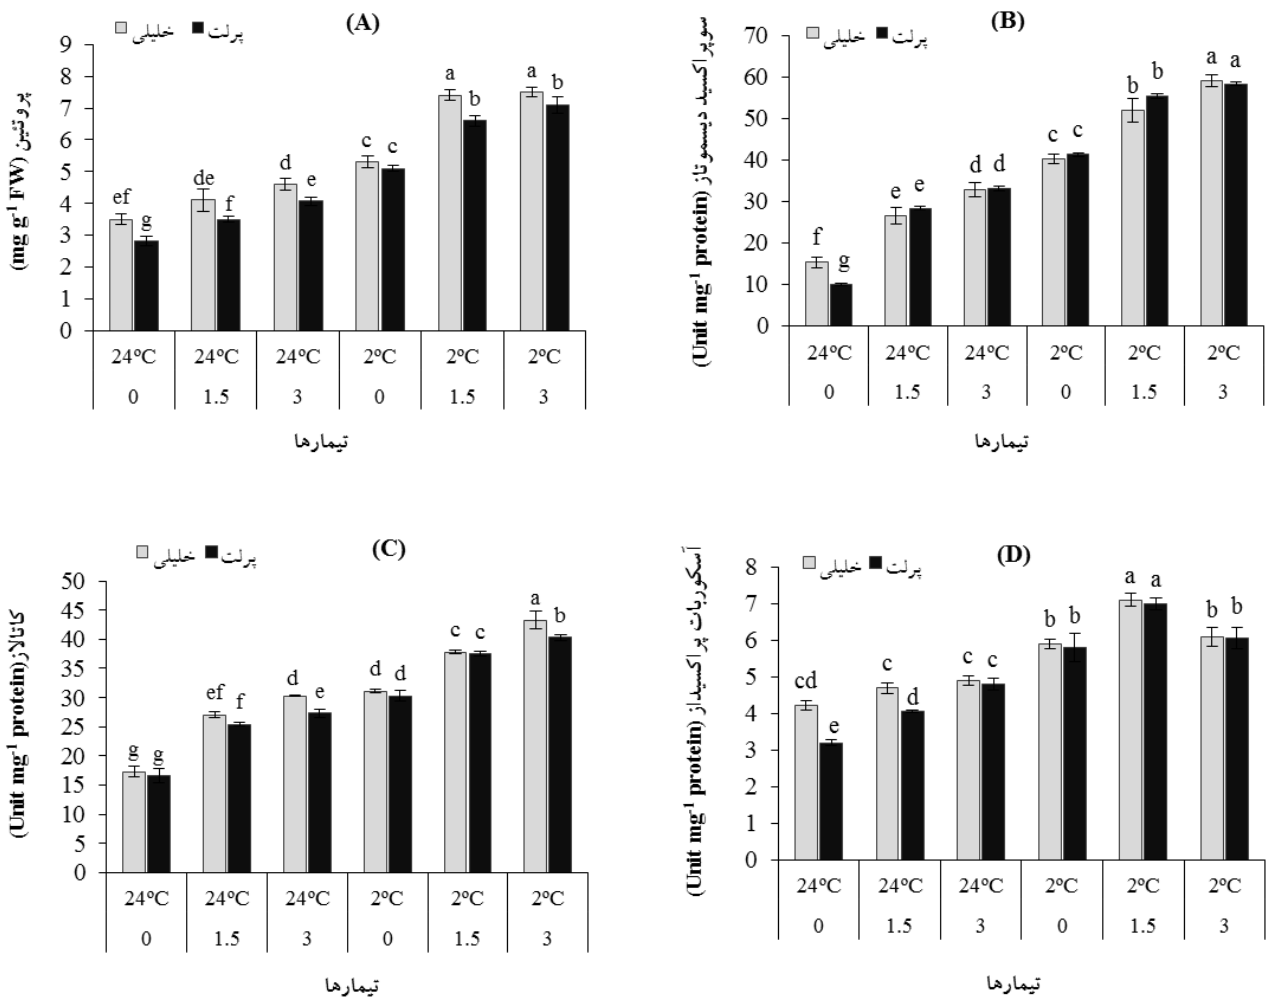 (A)
خلیلی پرلت
پروتئین (mg g-1 FW)
9
8
7
6
5
4
3
2
1
0
a a
b b
c c
d e
de f
ef g
24ºC 24ºC 24ºC 2ºC 2ºC 2ºC
0 1.5 3 0 1.5 3
تیمارها
(B)
خلیلی پرلت
سوپراکسید دیسموتاز (Unit mg-1 protein)
70
60
50
40
30
20
10
0
f g e e d d c c b b a a
24ºC 24ºC 24ºC 2ºC 2ºC 2ºC
0 1.5 3 0 1.5 3
تیمارها
(C)
خلیلی پرلت
کاتالاز(Unit mg-1 protein)
50
45
40
35
30
25
20
15
10
5
0
g g ef f d e d d c c a b
24ºC 24ºC 24ºC 2ºC 2ºC 2ºC
0 1.5 3 0 1.5 3
تیمارها
(D)
خلیلی پرلت
آسکوربات پراکسیداز (Unit mg-1 protein)
8
7
6
5
4
3
2
1
0
cd e c d c c b b a a b b
24ºC 24ºC 24ºC 2ºC 2ºC 2ºC
0 1.5 3 0 1.5 3
تیمارها